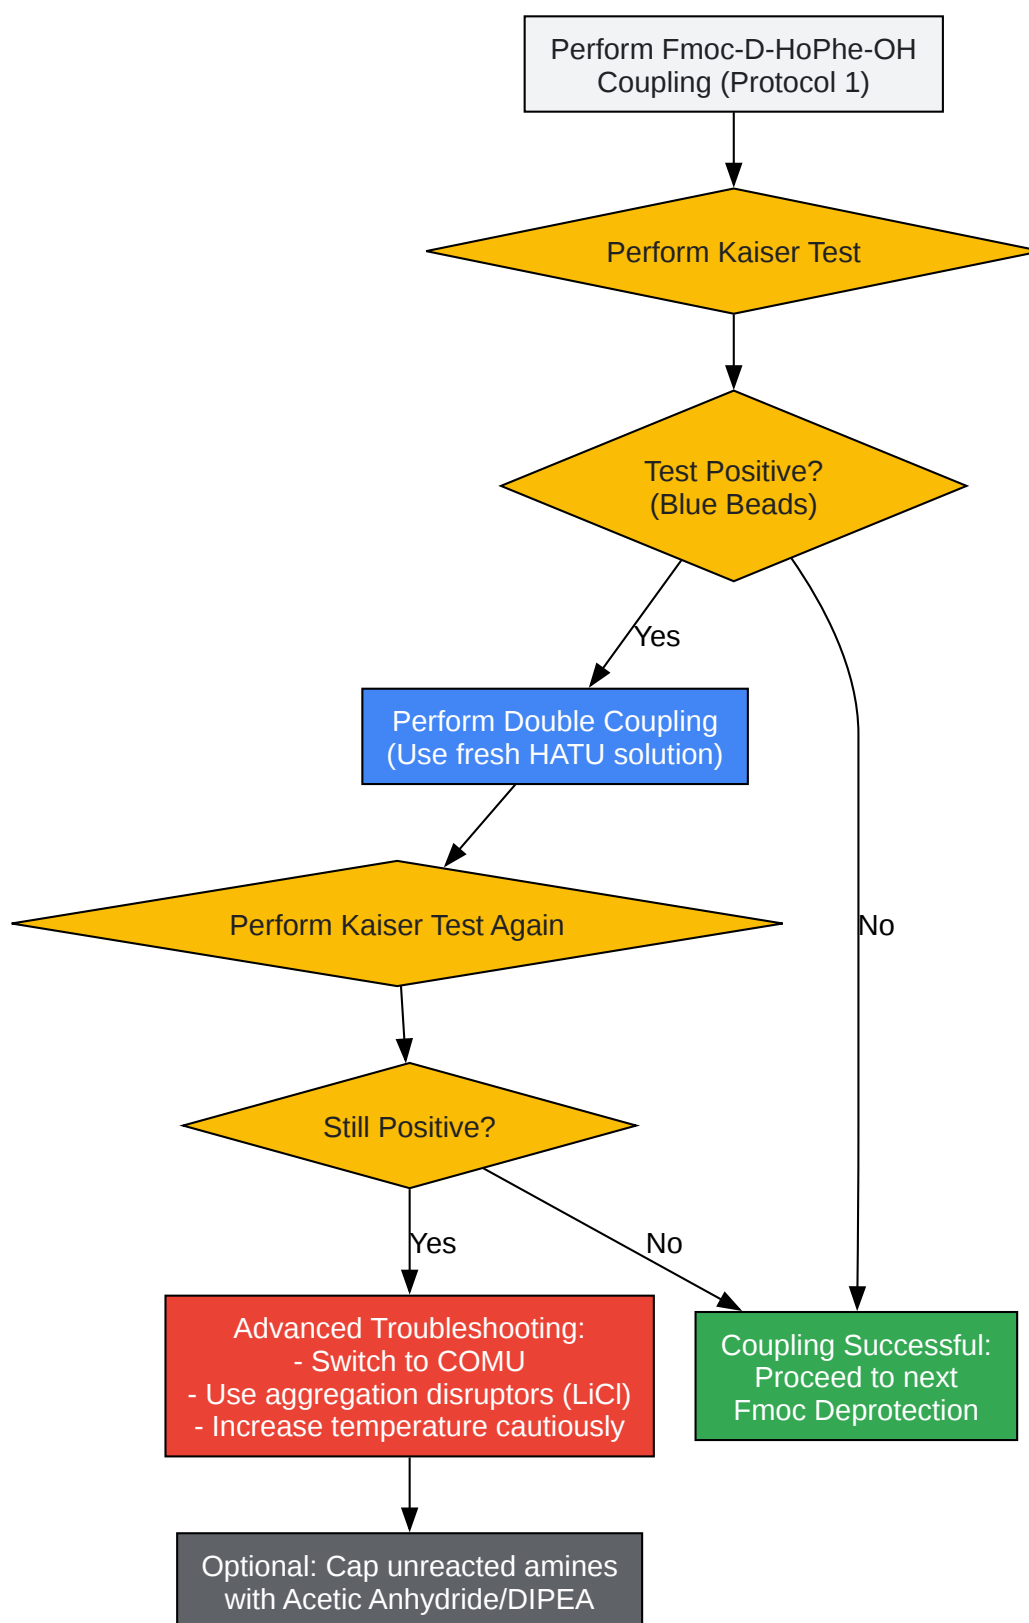 Perform Fmoc-D-HoPhe-OH
Coupling (Protocol 1)
Perform Kaiser Test
Test Positive?
(Blue Beads)
Yes
Perform Double Coupling
(Use fresh HATU solution)
Perform Kaiser Test Again
No
Still Positive?
Yes
No
Advanced Troubleshooting:
- Switch to COMU
- Use aggregation disruptors (LiCl)
- Increase temperature cautiously
Coupling Successful:
Proceed to next
Fmoc Deprotection
Optional: Cap unreacted amines
with Acetic Anhydride/DIPEA